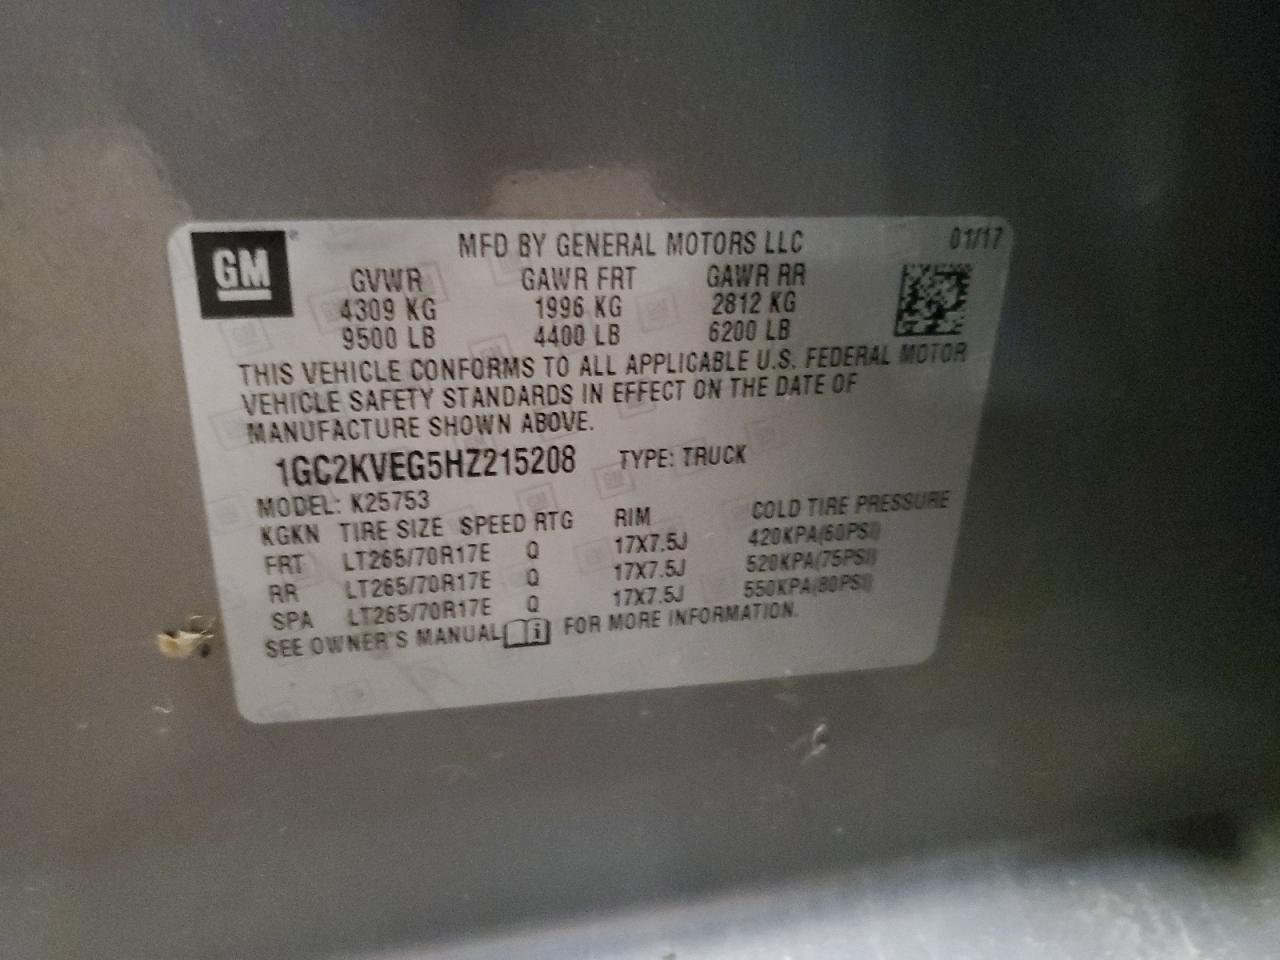 GM
MFD BY GENERAL MOTORS LLC 01/17
GVWR GAWR FRT GAWR RR
4309 KG 1996 KG 2812 KG
9500 LB 4400 LB 6200 LB
THIS VEHICLE CONFORMS TO ALL APPLICABLE U.S. FEDERAL MOTOR
VEHICLE SAFETY STANDARDS IN EFFECT ON THE DATE OF
MANUFACTURE SHOWN ABOVE.
1GC2KVEG5HZ215208 TYPE: TRUCK
MODEL: K25753
KGKN TIRE SIZE SPEED RTG RIM COLD TIRE PRESSURE
FRT LT265/70R17E Q 17X7.5J 420KPA(60PSI)
RR LT265/70R17E Q 17X7.5J 520KPA(75PSI)
SPA LT265/70R17E Q 17X7.5J 550KPA(80PSI)
SEE OWNER'S MANUAL FOR MORE INFORMATION.